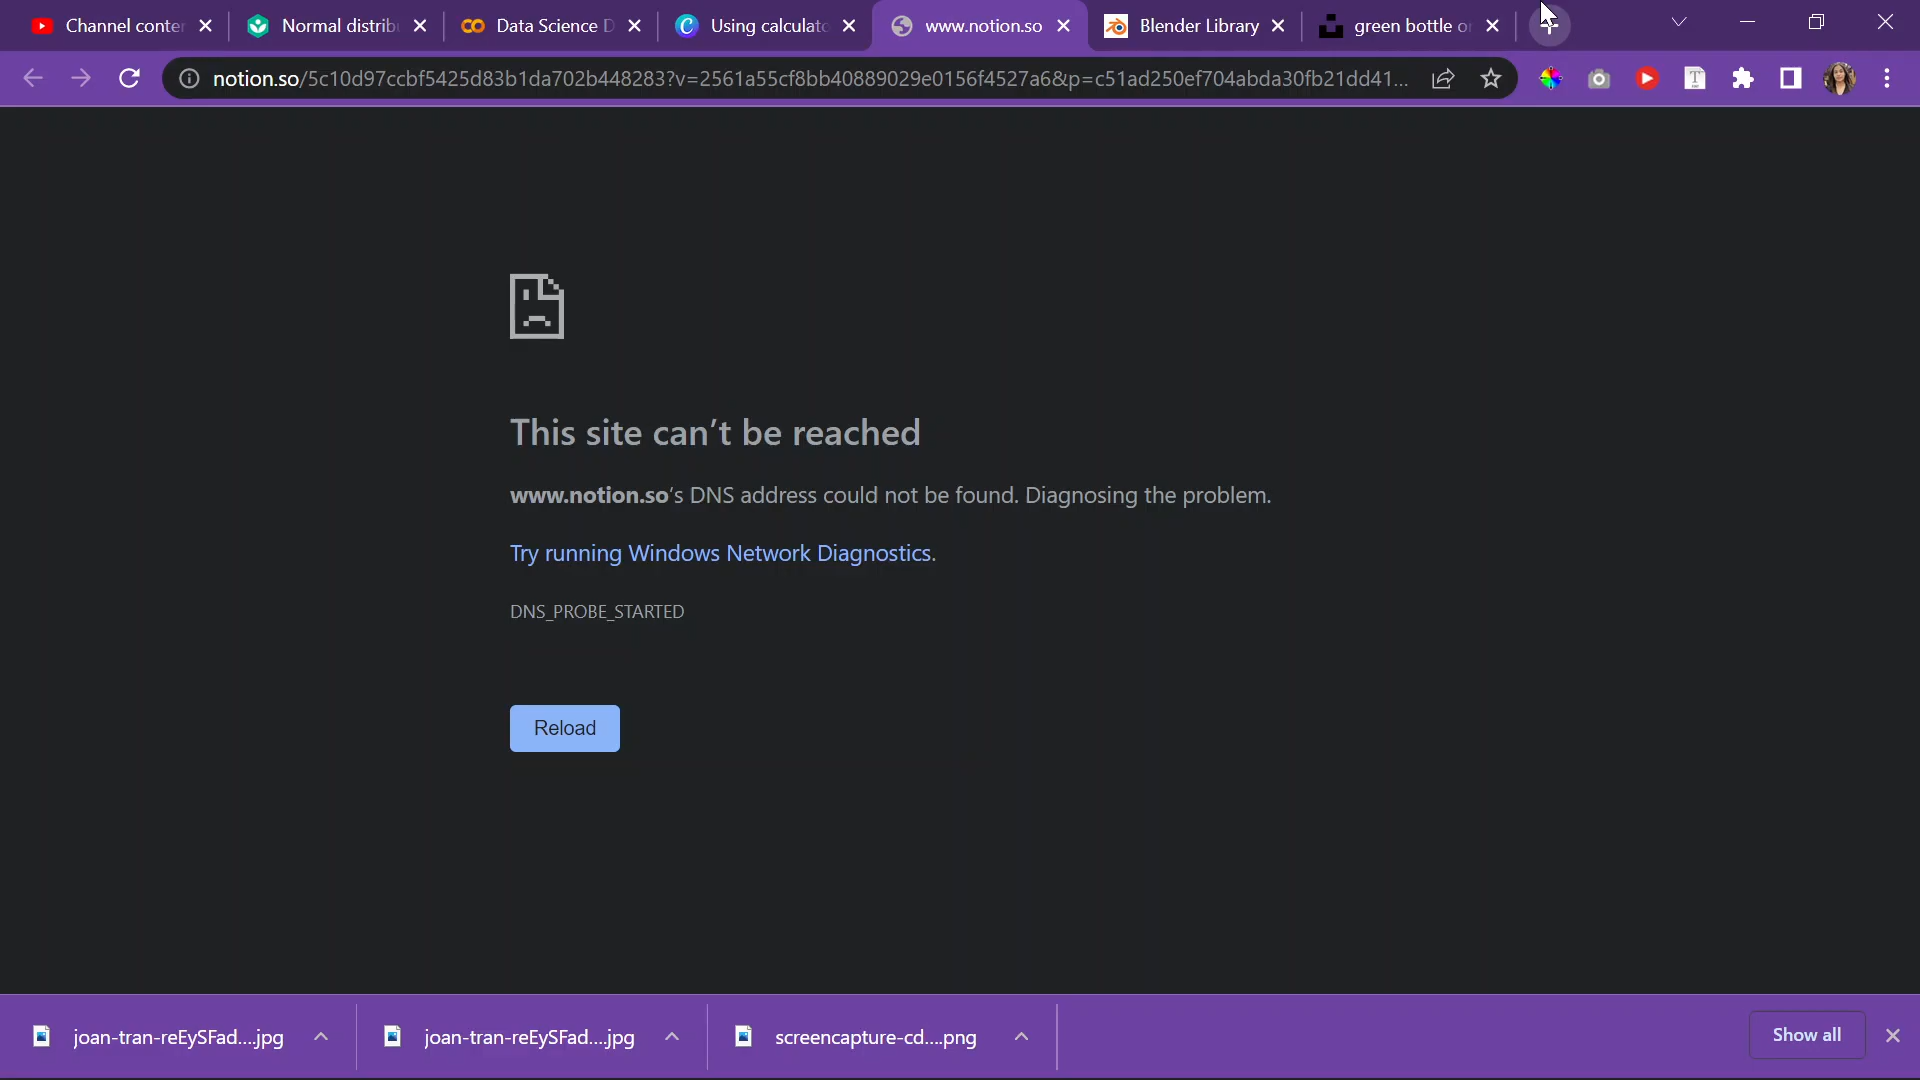 Channel conter
Normal distrib
Data Science D
Using calculato
www.notion.so
Blender Library
green bottle o
notion.so/5c10d97ccbf5425d83b1da702b448283?v=2561a55cf8bb40889029e0156f4527a6&p=c51ad250ef704abda30fb21dd41...
This site can't be reached
www.notion.so's DNS address could not be found. Diagnosing the problem.
Try running Windows Network Diagnostics.
DNS_PROBE_STARTED
Reload
joan-tran-reEySFad....jpg
joan-tran-reEySFad....jpg
screencapture-cd....png
Show all